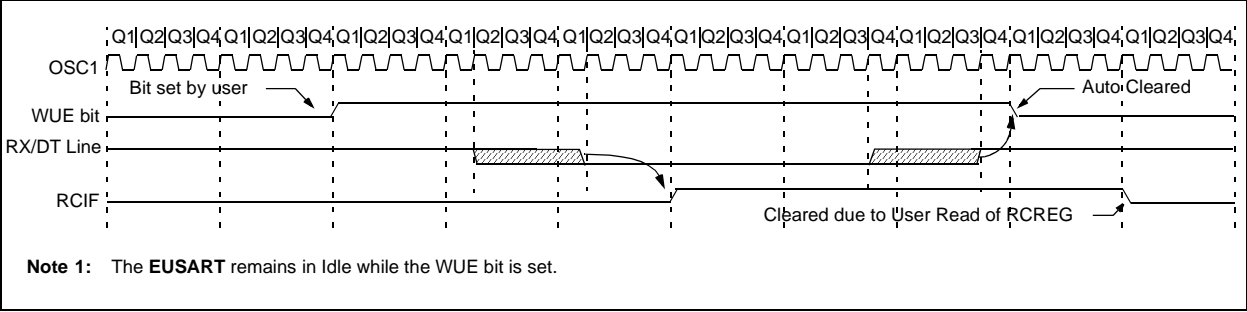 Q1 Q2 Q3 Q4 Q1 Q2 Q3 Q4 Q1 Q2 Q3 Q4 Q1 Q2 Q3 Q4 Q1 Q2 Q3 Q4 Q1 Q2 Q3 Q4 Q1 Q2 Q3 Q4 Q1 Q2 Q3 Q4 Q1 Q2 Q3 Q4 Q1 Q2 Q3 Q4
OSC1
Bit set by user
Auto Cleared
WUE bit
RX/DT Line
RCIF
Cleared due to User Read of RCREG
Note 1: The EUSART remains in Idle while the WUE bit is set.